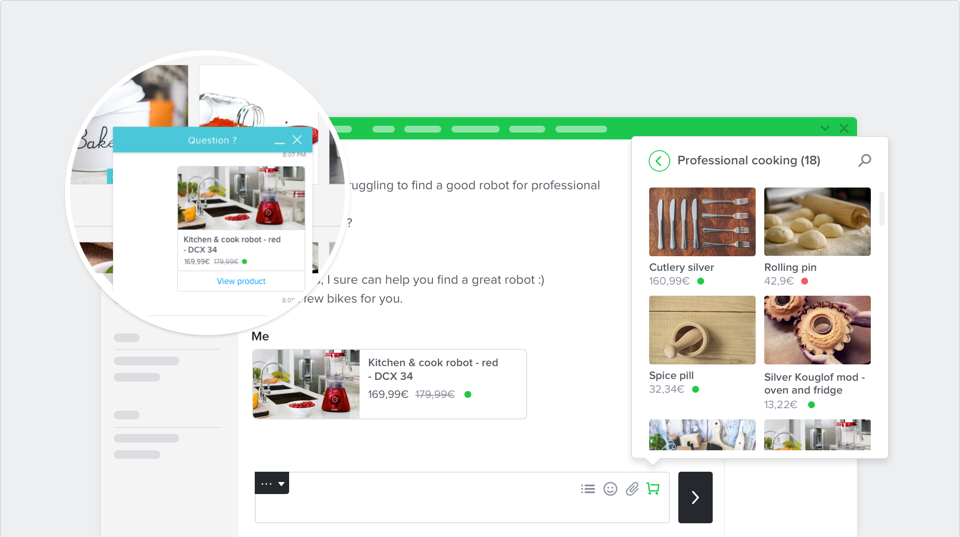 Bake
Question ?
8:07 PM
Kitchen & cook robot - red
- DCX 34
169,99€ 179,99€
View product
ruggling to find a good robot for professional
?
, I sure can help you find a great robot :)
few bikes for you.
Me
Kitchen & cook robot - red
- DCX 34
169,99€ 179,99€
Professional cooking (18)
Cutlery silver
160,99€
Rolling pin
42,9€
Spice pill
32,34€
Silver Kouglof mod -
oven and fridge
13,22€